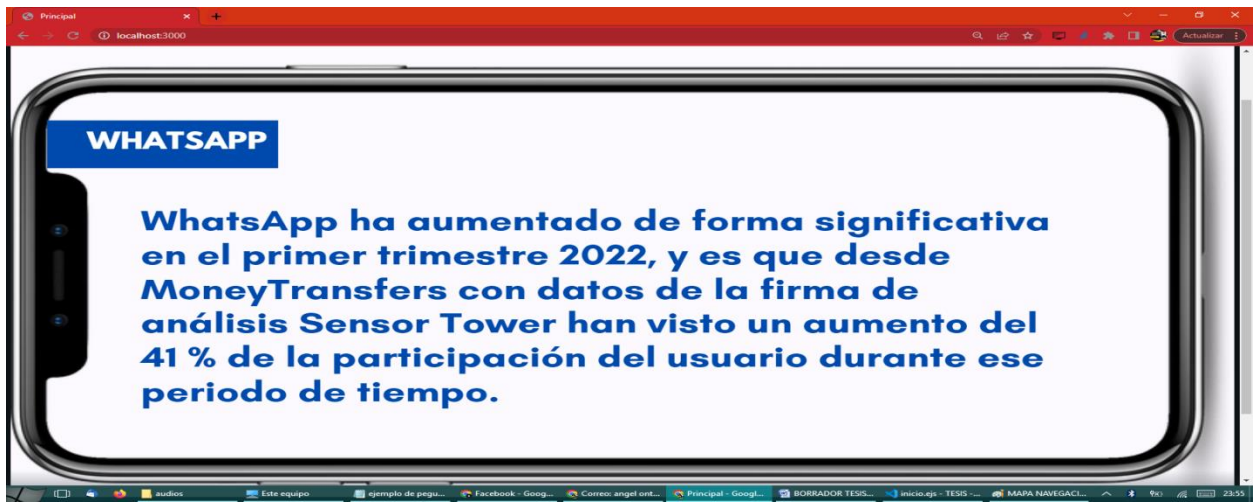 Principal
localhost:3000
Actualizar
WHATSAPP
WhatsApp ha aumentado de forma significativa
en el primer trimestre 2022, y es que desde
MoneyTransfers con datos de la firma de
análisis Sensor Tower han visto un aumento del
41 % de la participación del usuario durante ese
periodo de tiempo.
audios
Este equipo
ejemplo de pegu...
Facebook - Goog...
Correo: angel ont...
Principal - Googl...
BORRADOR TESIS...
inicio.ejs - TESIS -...
MAPA NAVEGACI...
23:55